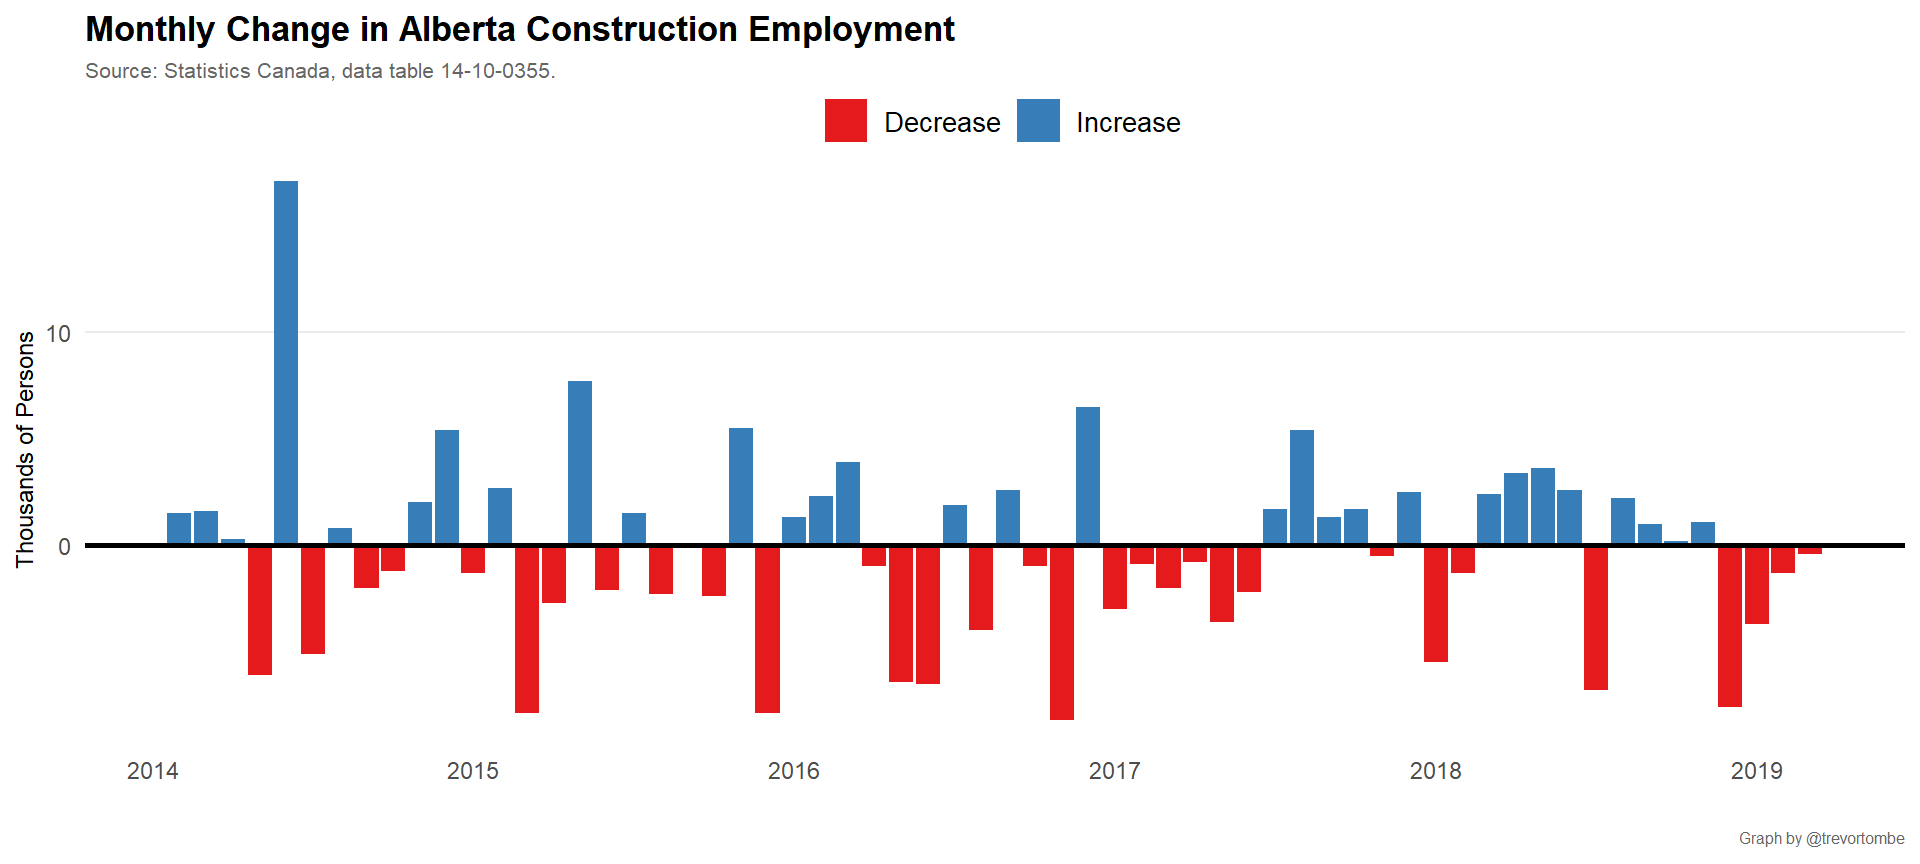 Monthly Change in Alberta Construction Employment
Source: Statistics Canada, data table 14-10-0355.
Decrease Increase
Thousands of Persons
10
0
2014 2015 2016 2017 2018 2019
Graph by @trevortombe